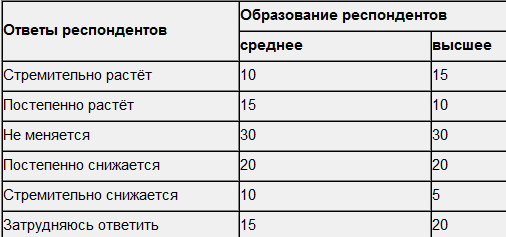 Ответы респондентов Образование респондентов
среднее высшее
Стремительно растёт 10 15
Постепенно растёт 15 10
Не меняется 30 30
Постепенно снижается 20 20
Стремительно снижается 10 5
Затрудняюсь ответить 15 20